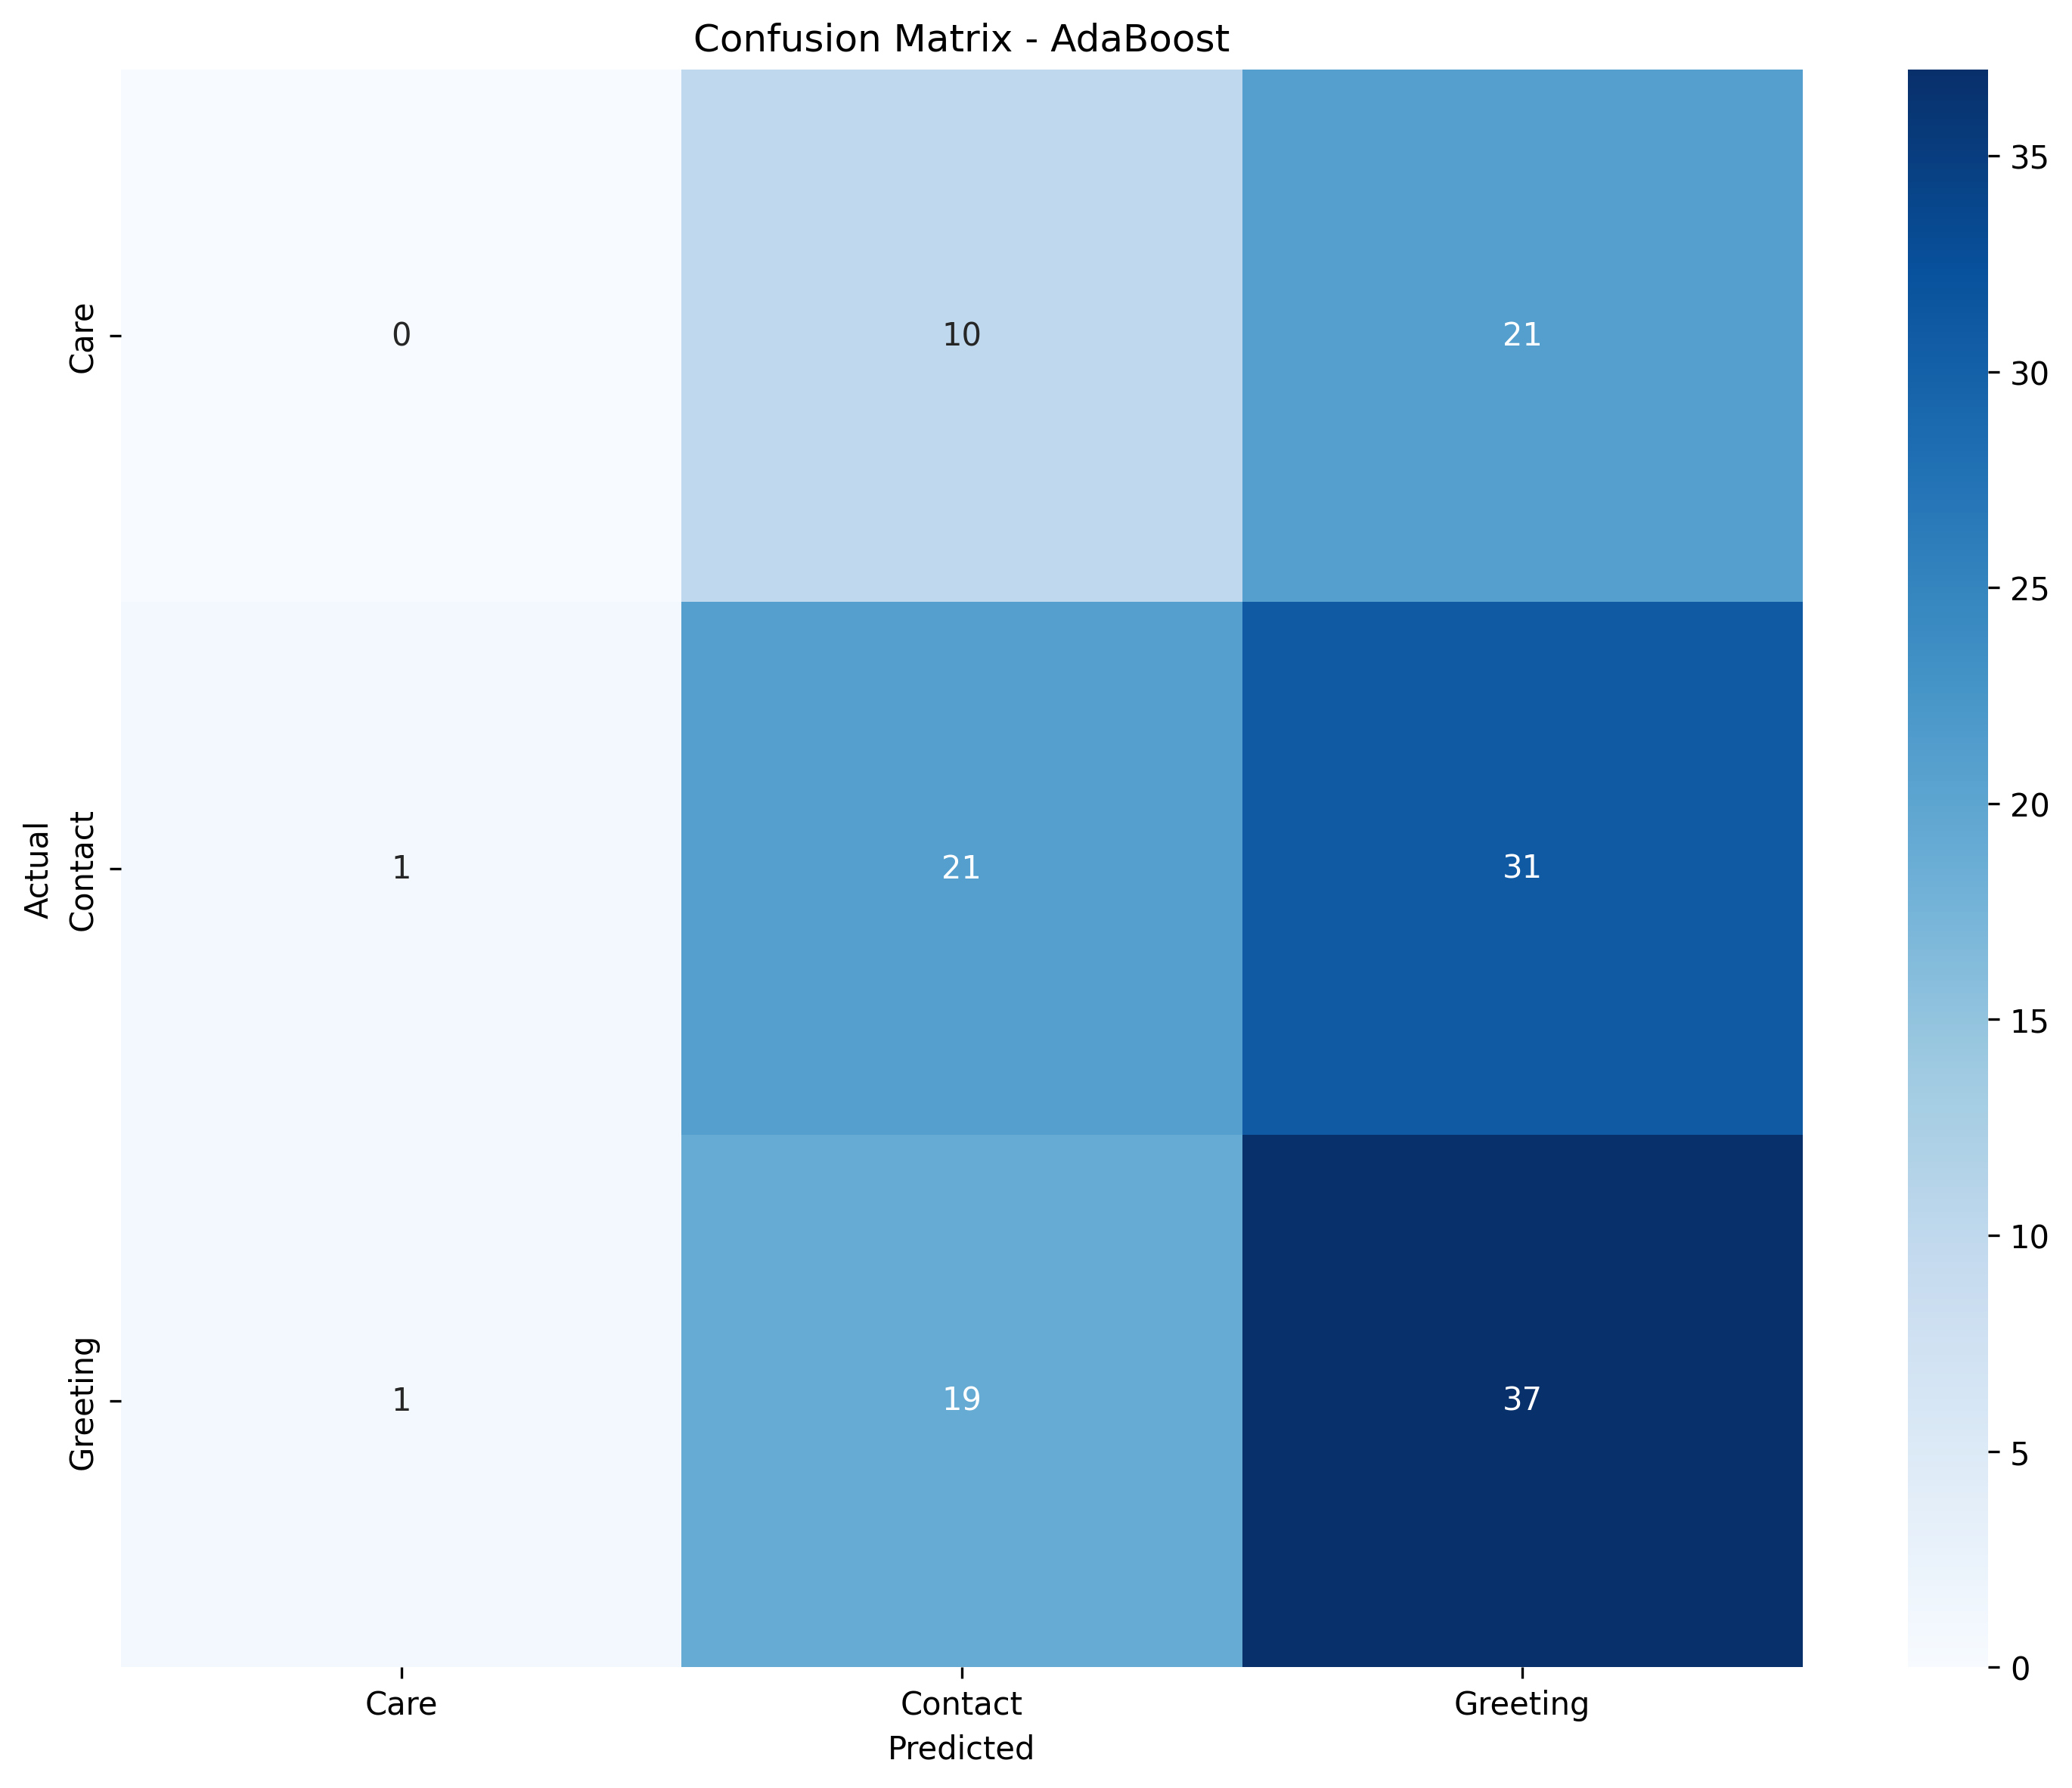 Confusion Matrix - AdaBoost
Actual
Care
0 10 21
Contact
1 21 31
Greeting
1 19 37
Care Contact Greeting
Predicted
35
30
25
20
15
10
5
0